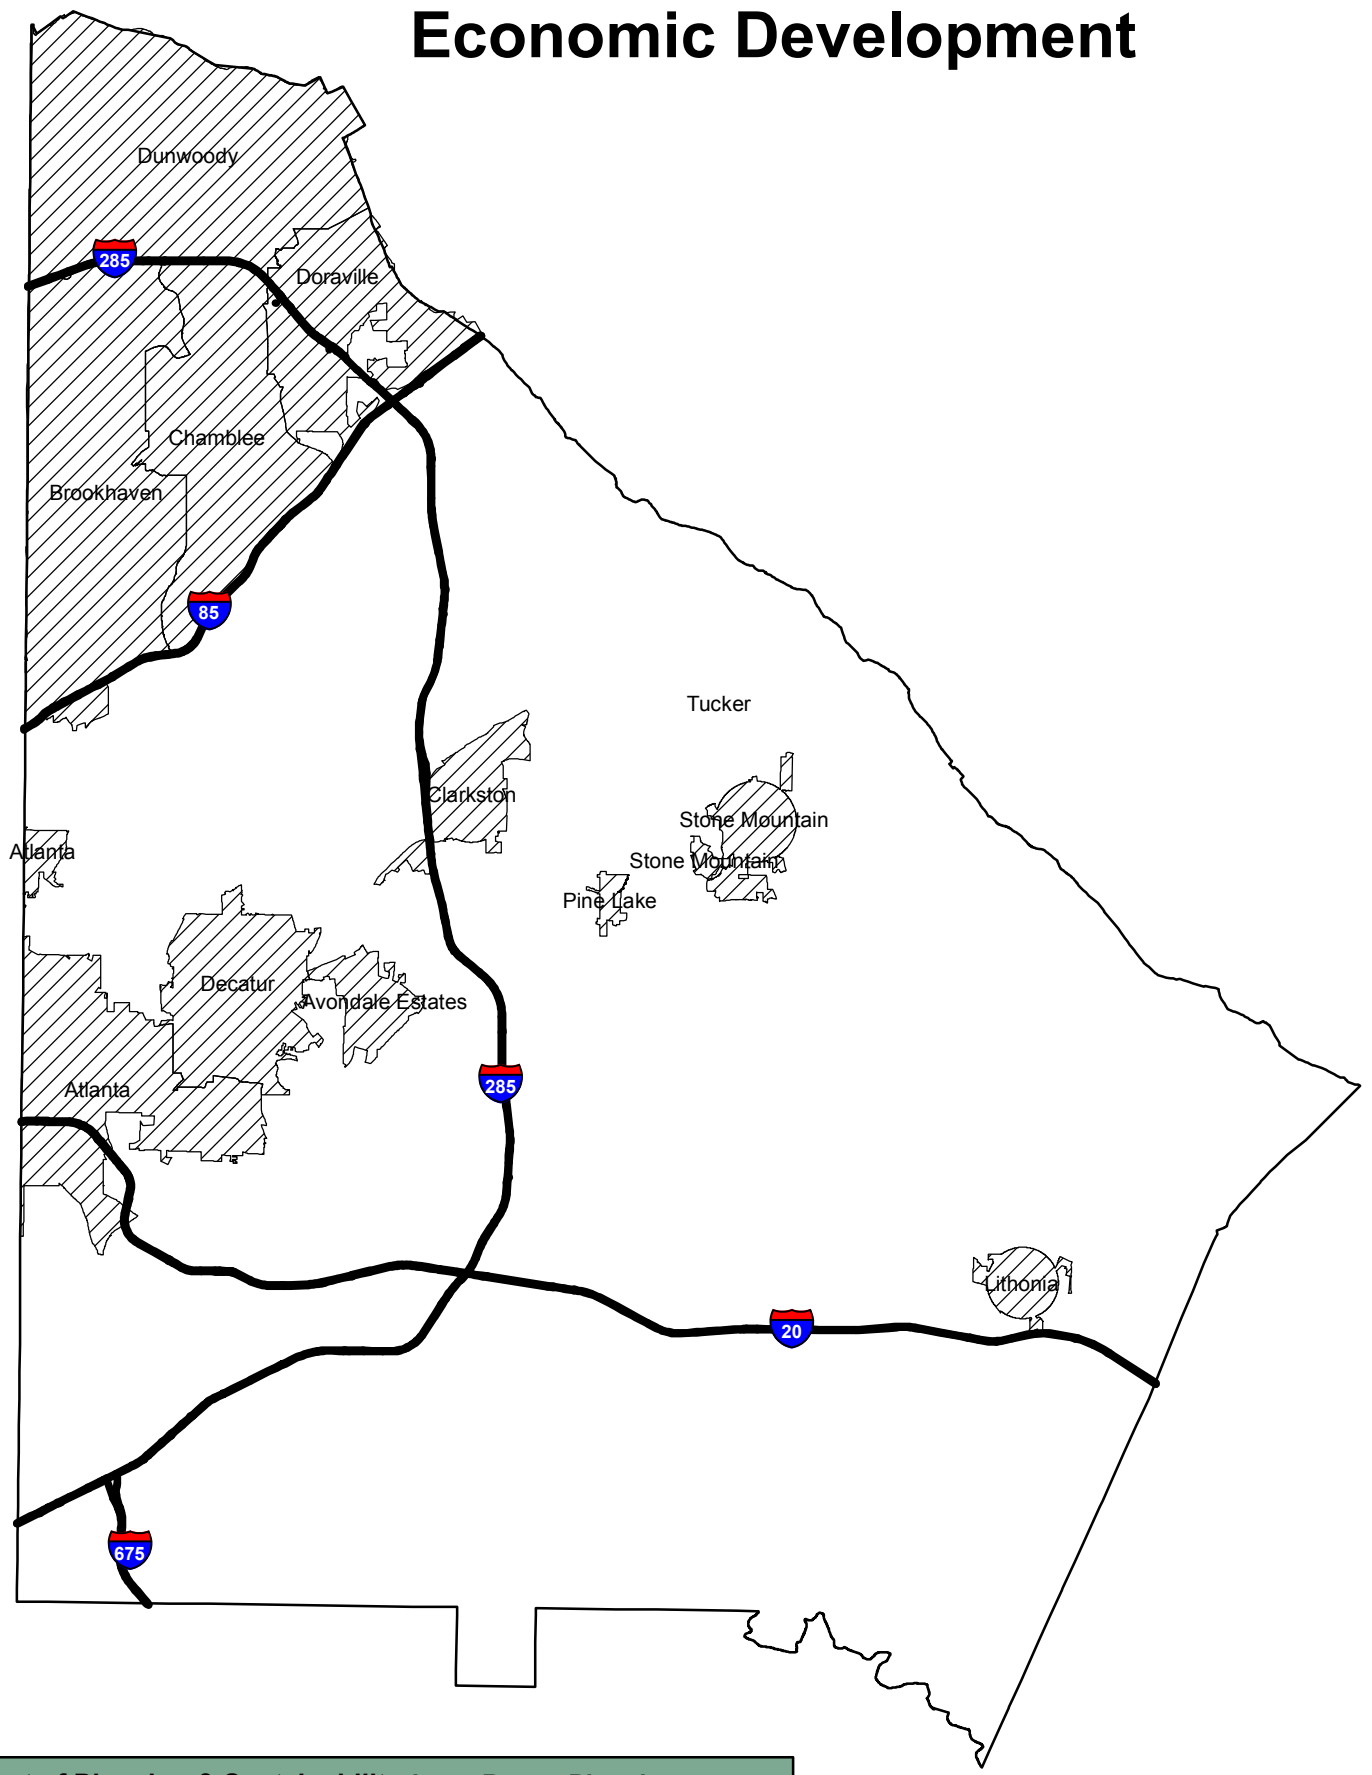 Economic Development
Dunwoody
285
Doraville
Chamblee
Brookhaven
85
Tucker
Clarkston
Stone Mountain
Atlanta
Stone Mountain
Pine Lake
Decatur
Avondale Estates
285
Atlanta
Lithonia
20
675